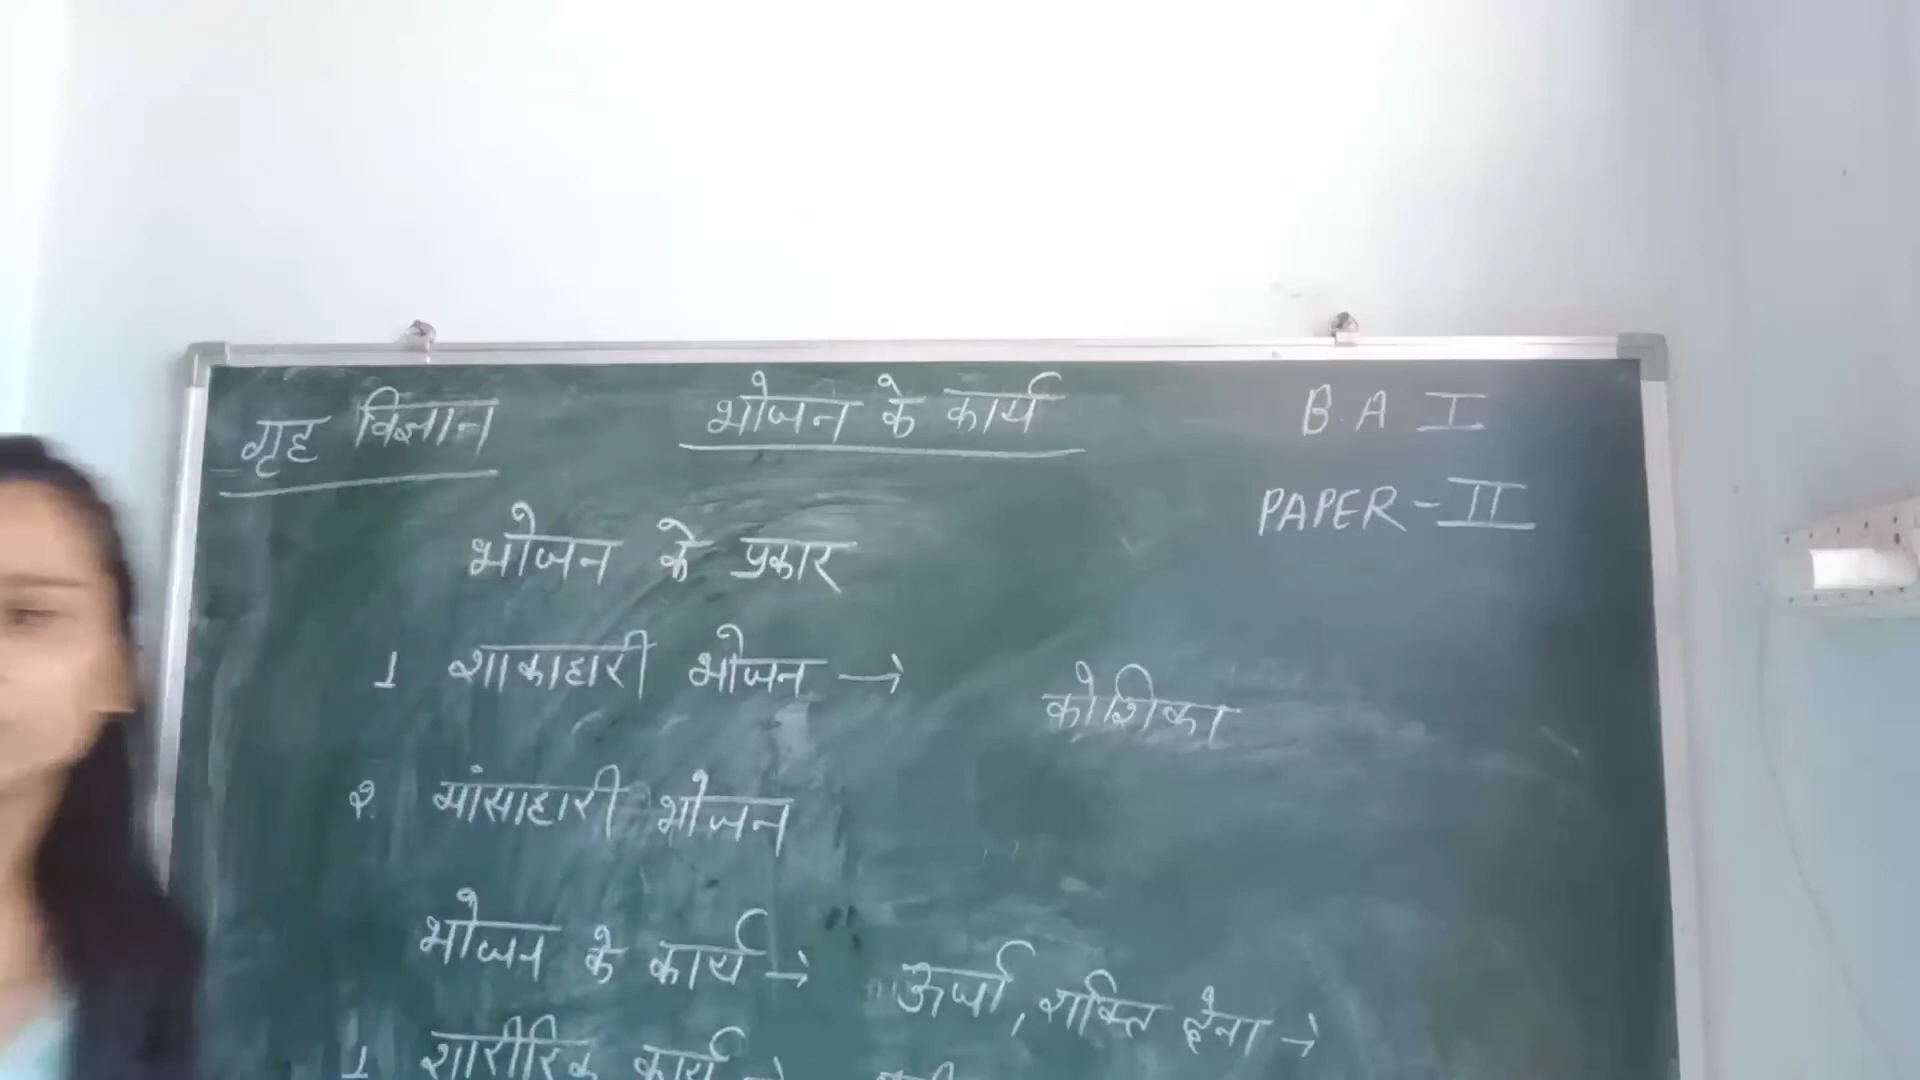 गृह विज्ञान भोजन के कार्य B.A I
PAPER-II
भोजन के प्रकार
1 शाकाहारी भोजन → कोशिका
२. मांसाहारी भोजन
भोजन के कार्य → ऊर्जा, शक्ति देना →
1 शारीरिक कार्य →